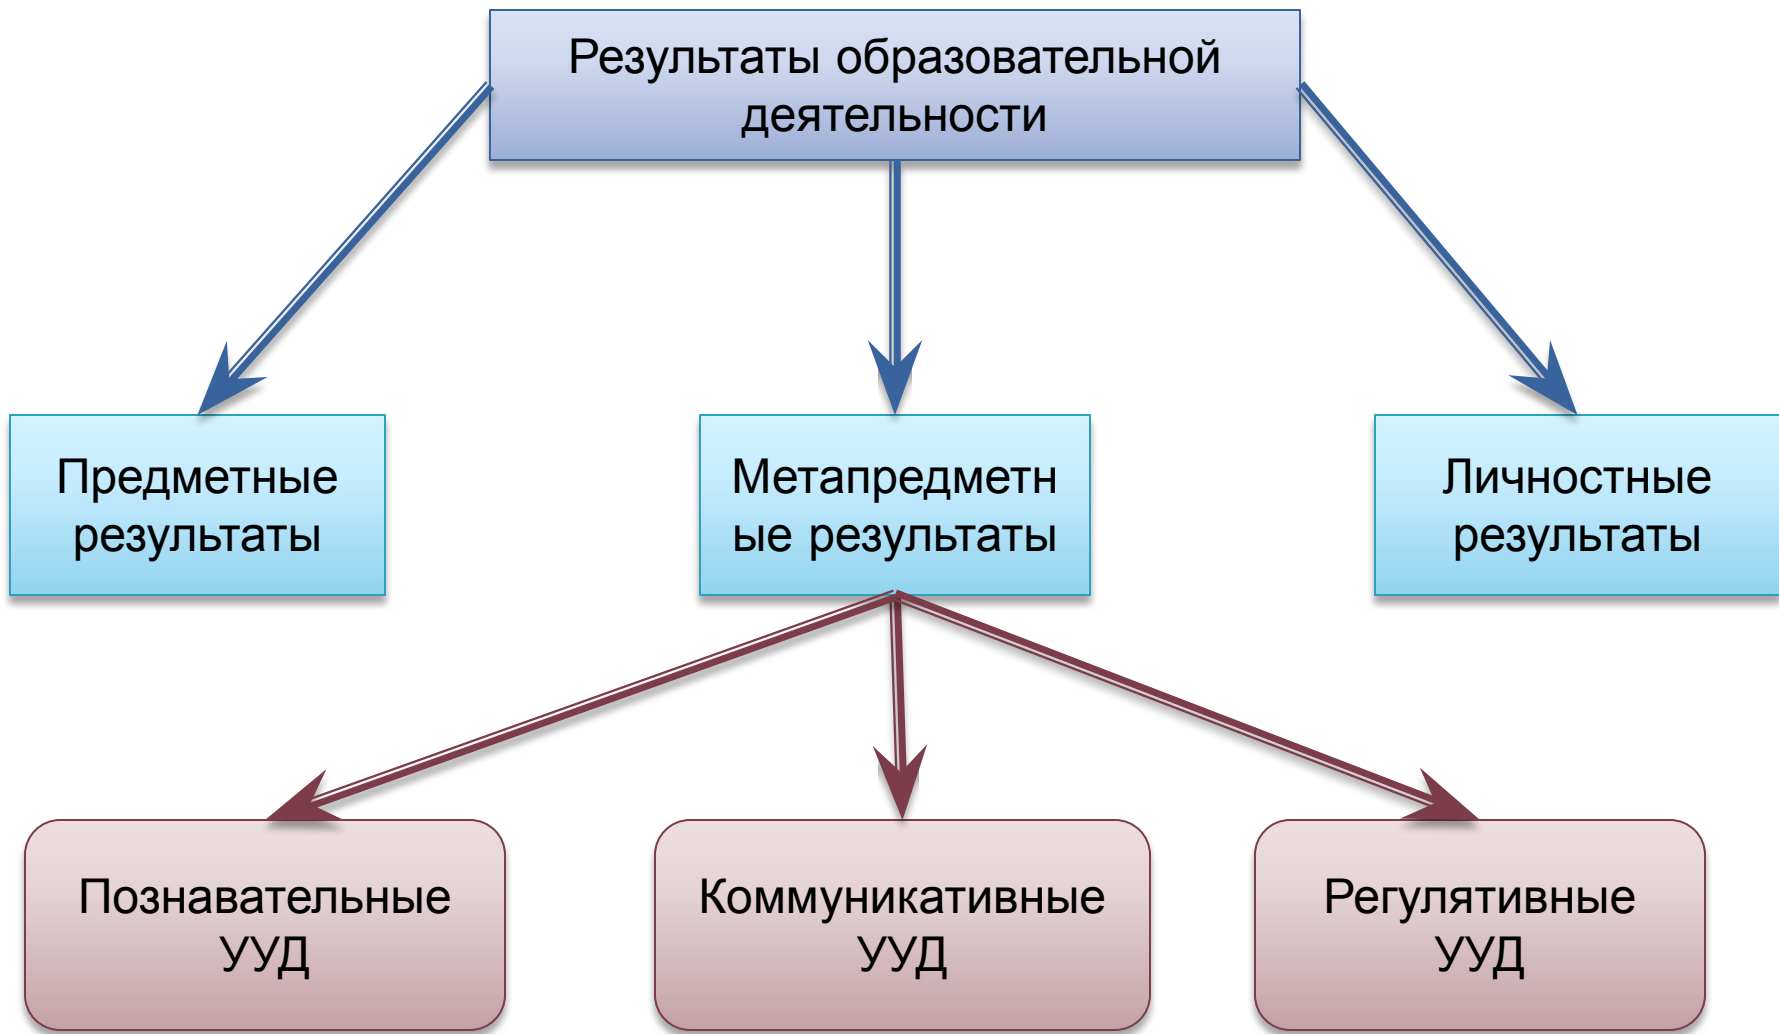 Результаты образовательной
деятельности
Предметные
результаты
Метапредметн
ые результаты
Личностные
результаты
Познавательные
УУД
Коммуникативные
УУД
Регулятивные
УУД